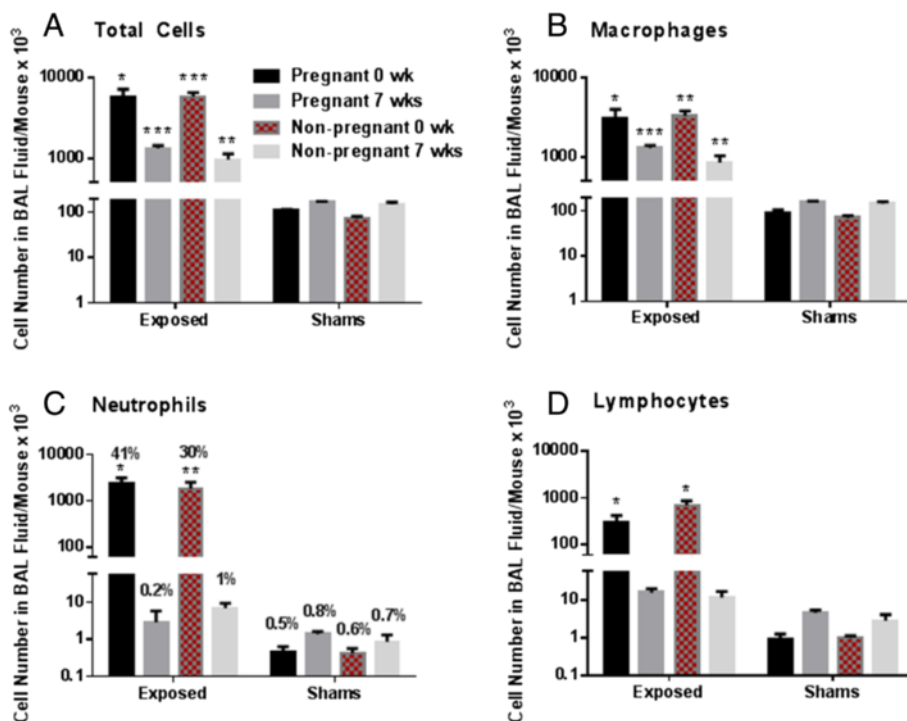 A Total Cells
Cell Number in BAL Fluid/Mouse x 10³
10000
1000
100
10
1
* *** *** **
Pregnant 0 wk
Pregnant 7 wks
Non-pregnant 0 wk
Non-pregnant 7 wks
Exposed Shams
B Macrophages
Cell Number in BAL Fluid/Mouse x 10³
10000
1000
100
10
1
* *** ** **
Exposed Shams
C Neutrophils
Cell Number in BAL Fluid/Mouse x 10³
10000
1000
100
10
1
0.1
41% 30%
* **
0.2% 1%
0.5% 0.8% 0.6% 0.7%
Exposed Shams
D Lymphocytes
Cell Number in BAL Fluid/Mouse x 10³
10000
1000
100
10
1
0.1
* *
Exposed Shams